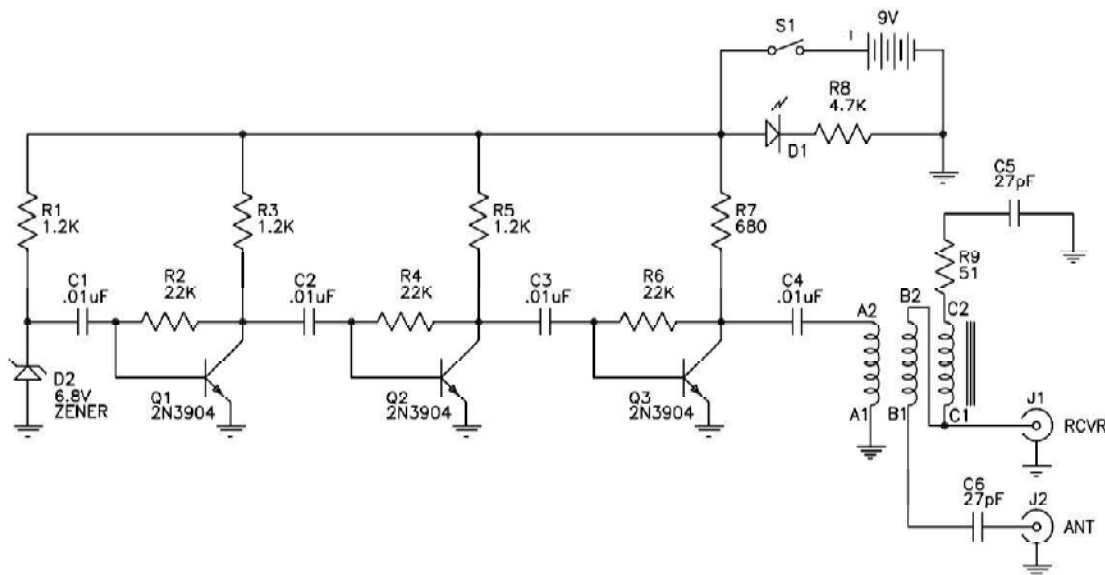 S1
9V
R8
4.7K
D1
C5
27pF
R1
1.2K
R3
1.2K
R5
1.2K
R7
680
R9
51
C1
.01uF
R2
22K
C2
.01uF
R4
22K
C3
.01uF
R6
22K
C4
.01uF
A2
B2
C2
D2
6.8V
ZENER
Q1
2N3904
Q2
2N3904
Q3
2N3904
A1
B1
C1
J1
RCVR
C6
27pF
J2
ANT